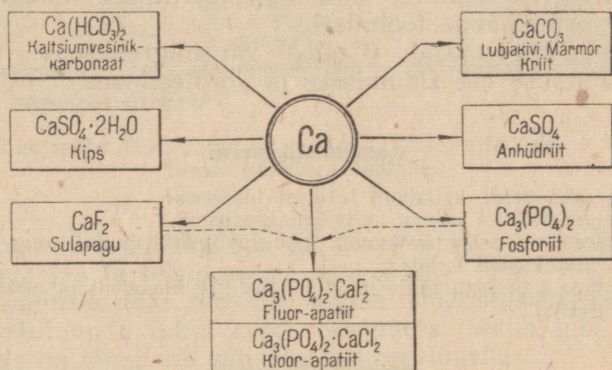 Ca(HCO₃)₂
Kaltsiumvesinik-
karbonaat
CaCO₃
Lubjakivi, Marmor
Kriit
CaSO₄·2H₂O
Kips
Ca
CaSO₄
Anhüdriit
CaF₂
Sulapagu
Ca₃(PO₄)₂
Fosforiit
Ca₃(PO₄)₂·CaF₂
Fluor-apatiit
Ca₃(PO₄)₂·CaCl₂
Kloor-apatiit